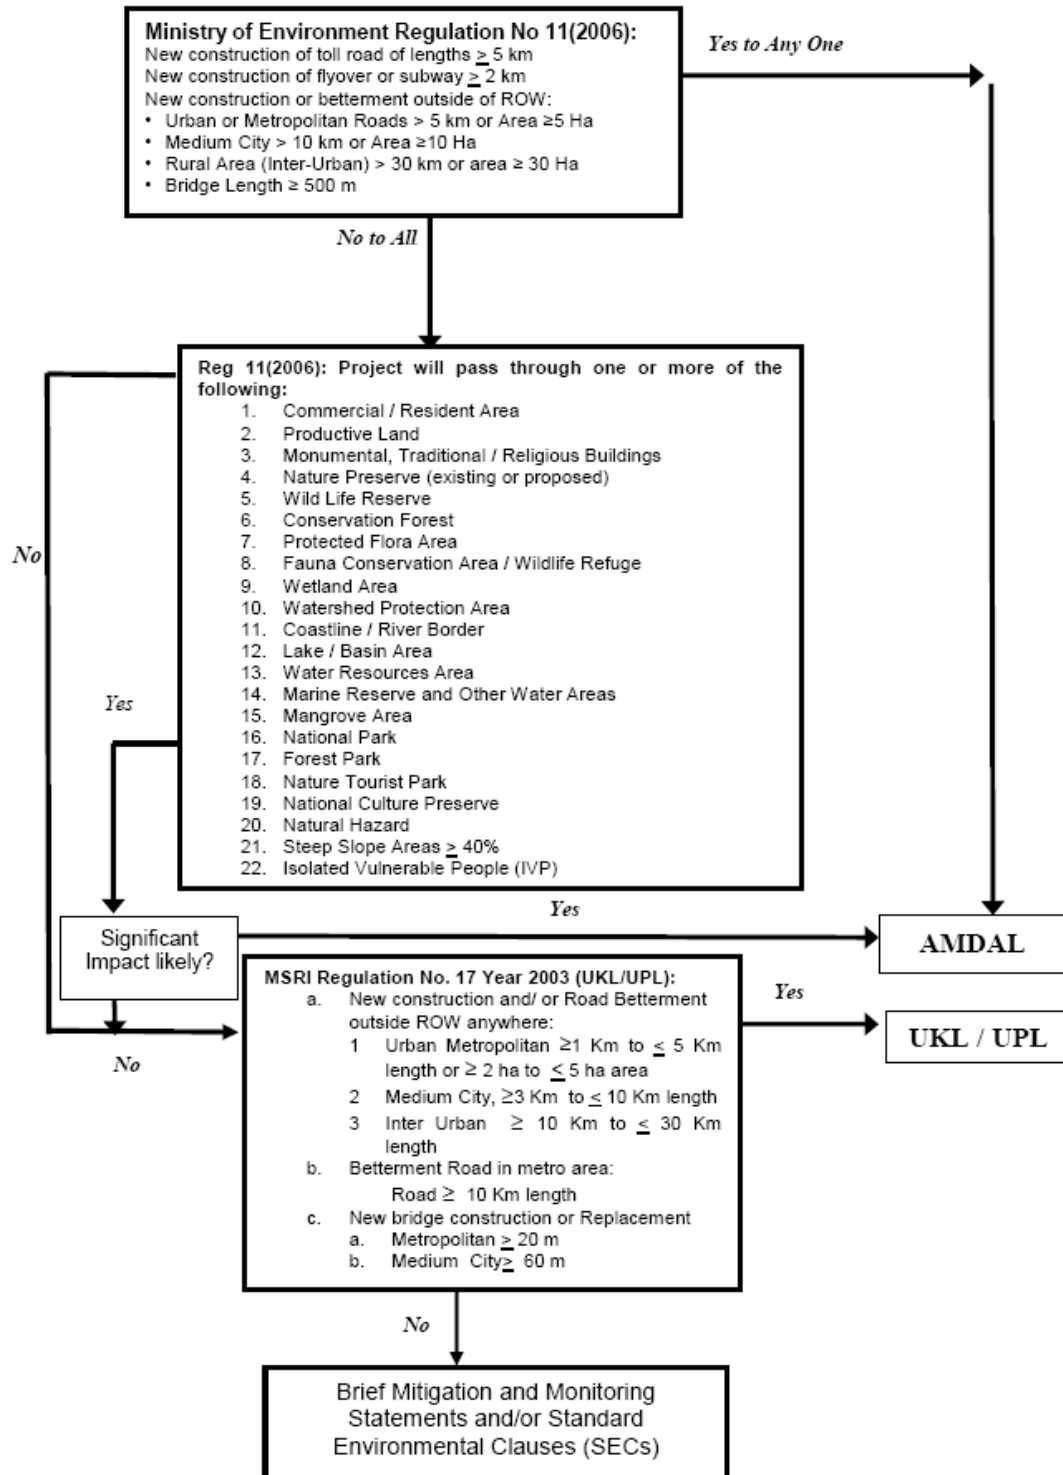 Ministry of Environment Regulation No 11(2006):
New construction of toll road of lengths ≥ 5 km
New construction of flyover or subway ≥ 2 km
New construction or betterment outside of ROW:
• Urban or Metropolitan Roads > 5 km or Area ≥5 Ha
• Medium City > 10 km or Area ≥10 Ha
• Rural Area (Inter-Urban) > 30 km or area ≥ 30 Ha
• Bridge Length ≥ 500 m
Yes to Any One
No to All
Reg 11(2006): Project will pass through one or more of the
following:
1. Commercial / Resident Area
2. Productive Land
3. Monumental, Traditional / Religious Buildings
4. Nature Preserve (existing or proposed)
5. Wild Life Reserve
6. Conservation Forest
7. Protected Flora Area
8. Fauna Conservation Area / Wildlife Refuge
9. Wetland Area
10. Watershed Protection Area
11. Coastline / River Border
12. Lake / Basin Area
13. Water Resources Area
14. Marine Reserve and Other Water Areas
15. Mangrove Area
16. National Park
17. Forest Park
18. Nature Tourist Park
19. National Culture Preserve
20. Natural Hazard
21. Steep Slope Areas ≥ 40%
22. Isolated Vulnerable People (IVP)
No
Yes
Significant
Impact likely?
Yes
AMDAL
No
MSRI Regulation No. 17 Year 2003 (UKL/UPL):
a. New construction and/ or Road Betterment
outside ROW anywhere:
1 Urban Metropolitan ≥1 Km to ≤ 5 Km
length or ≥ 2 ha to ≤ 5 ha area
2 Medium City, ≥3 Km to ≤ 10 Km length
3 Inter Urban ≥ 10 Km to ≤ 30 Km
length
b. Betterment Road in metro area:
Road ≥ 10 Km length
c. New bridge construction or Replacement
a. Metropolitan ≥ 20 m
b. Medium City≥ 60 m
Yes
UKL / UPL
No
Brief Mitigation and Monitoring
Statements and/or Standard
Environmental Clauses (SECs)